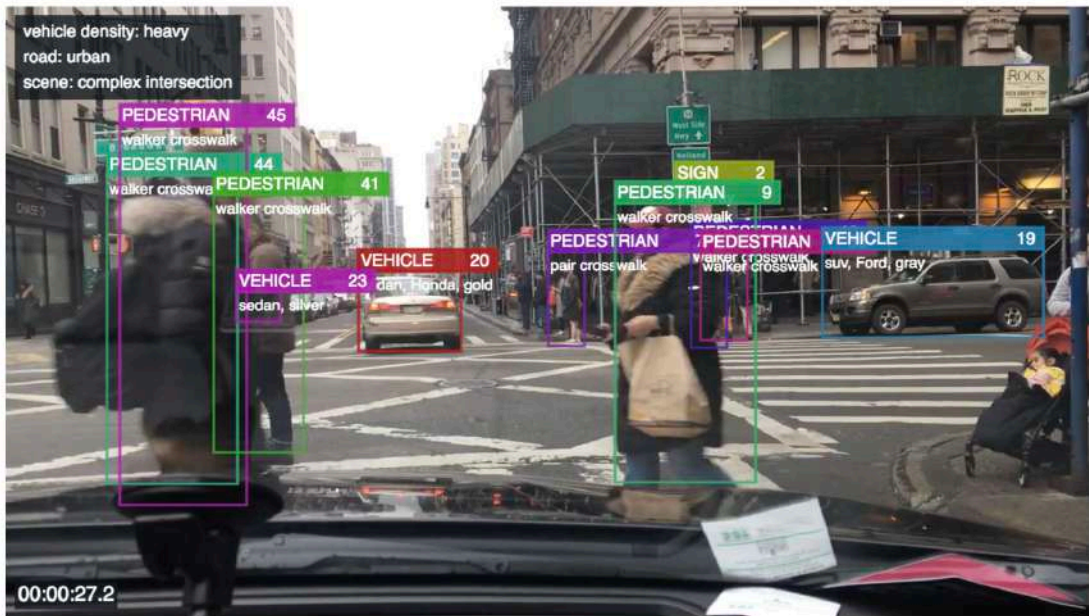 vehicle density: heavy
road: urban
scene: complex intersection
PEDESTRIAN 45
walker crosswalk
PEDESTRIAN 44
walker crosswa
PEDESTRIAN 41
walker crosswalk
VEHICLE 20
dan, Honda, gold
VEHICLE 23
sedan, silver
West Side
Hwy
SIGN 2
PEDESTRIAN 9
walker crosswalk
PEDESTRIAN
pair crosswalk
PEDESTRIAN
walker crosswalk
PEDESTRIAN
walker crosswalk
VEHICLE 19
suv, Ford, gray
ROCK
CHASE
00:00:27.2